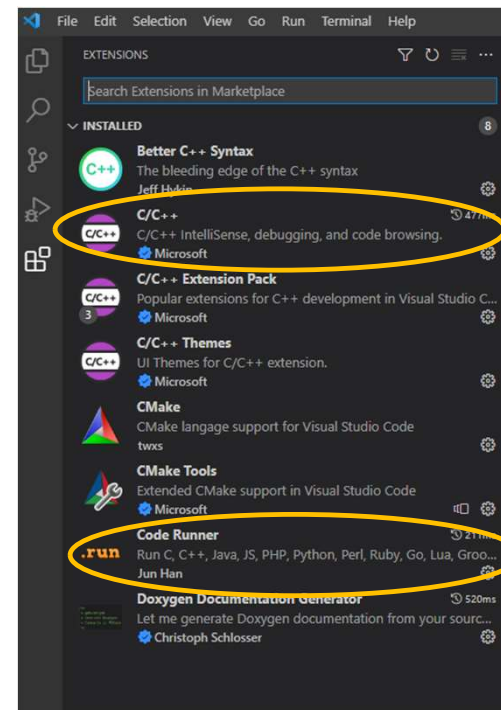 File Edit Selection View Go Run Terminal Help
EXTENSIONS
Search Extensions in Marketplace
INSTALLED 8
C++
Better C++ Syntax
The bleeding edge of the C++ syntax
Jeff Hykin
C/C++
C/C++
C/C++ IntelliSense, debugging, and code browsing.
Microsoft
C/C++
3
C/C++ Extension Pack
Popular extensions for C++ development in Visual Studio C...
Microsoft
C/C++
C/C++ Themes
UI Themes for C/C++ extension.
Microsoft
CMake
CMake langage support for Visual Studio Code
twxs
CMake Tools
Extended CMake support in Visual Studio Code
Microsoft
.run
Code Runner
Run C, C++, Java, JS, PHP, Python, Perl, Ruby, Go, Lua, Groo...
Jun Han
Doxygen Documentation Generator 520ms
Let me generate Doxygen documentation from your sourc...
Christoph Schlosser